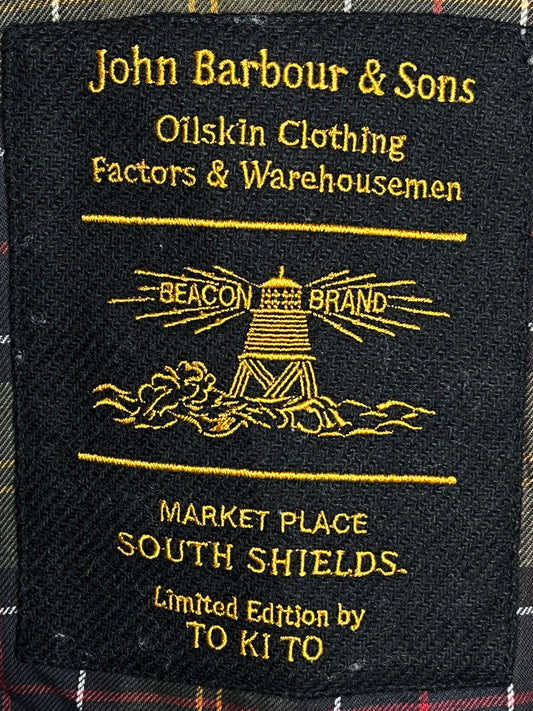 John Barbour & Sons
Oilskin Clothing
Factors & Warehousemen
BEACON BRAND
MARKET PLACE
SOUTH SHIELDS.
Limited Edition by
TO KI TO